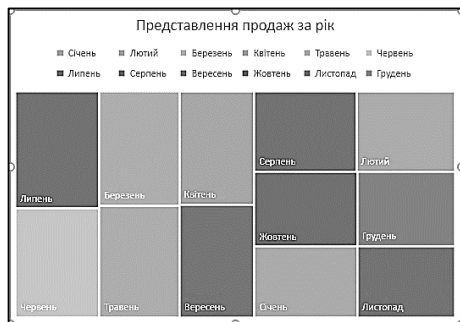 Представлення продаж за рік
Січень Лютий Березень Квітень Травень Червень
Липень Серпень Вересень Жовтень Листопад Грудень
Липень
Березень
Квітень
Серпень
Лютий
Жовтень
Грудень
Червень
Травень
Вересень
Січень
Листопад